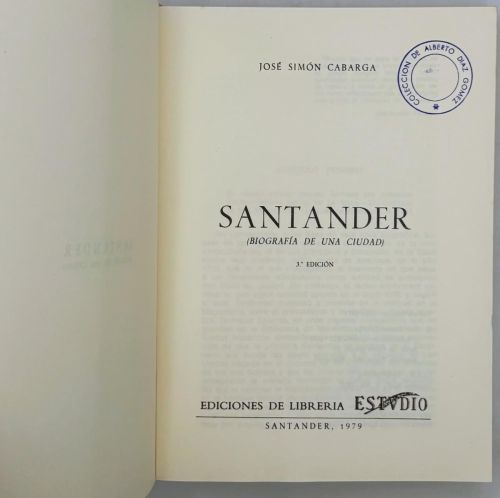 JOSÉ SIMÓN CABARGA
COLECCION DE ALBERTO DIAZ GOMEZ
SANTANDER
(BIOGRAFÍA DE UNA CIUDAD)
3.ª EDICIÓN
EDICIONES DE LIBRERIA ESTVDIO
SANTANDER, 1979